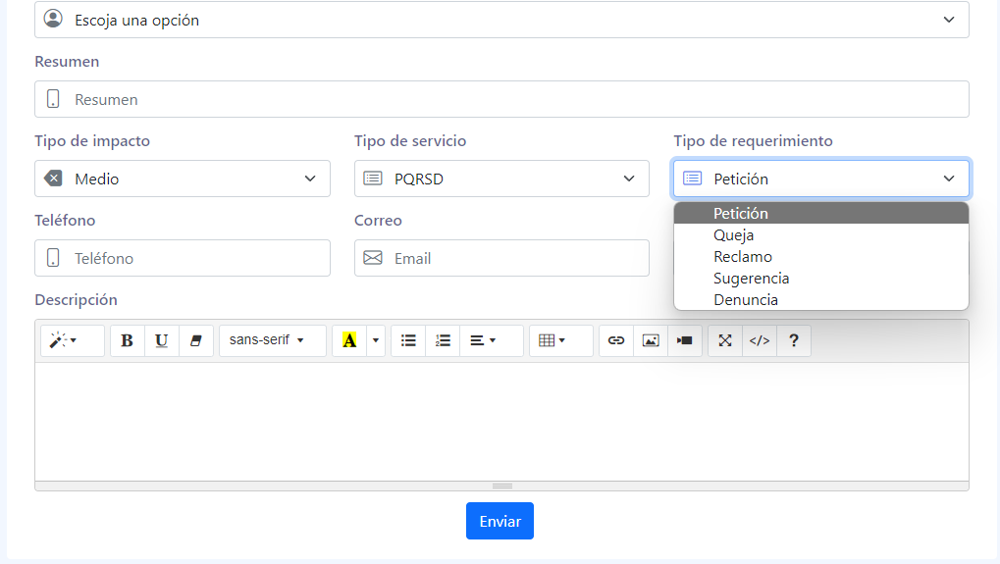 Escoja una opción
Resumen
Resumen
Tipo de impacto Tipo de servicio Tipo de requerimiento
Medio PQRSD Petición
Petición
Queja
Reclamo
Sugerencia
Denuncia
Teléfono Correo
Teléfono Email
Descripción
B U sans-serif A </> ?
Enviar